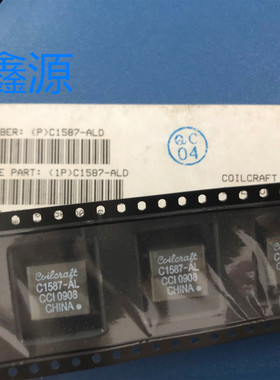 鑫源
BER: (P)C1587-ALD
E PART: (1P)C1587-ALD
QC
04
COILCRAFT
Coilcraft
C1587-AL
CCI 0908
CHINA
Coilcraft
C1587-AL
CCI 0908
CHINA
C